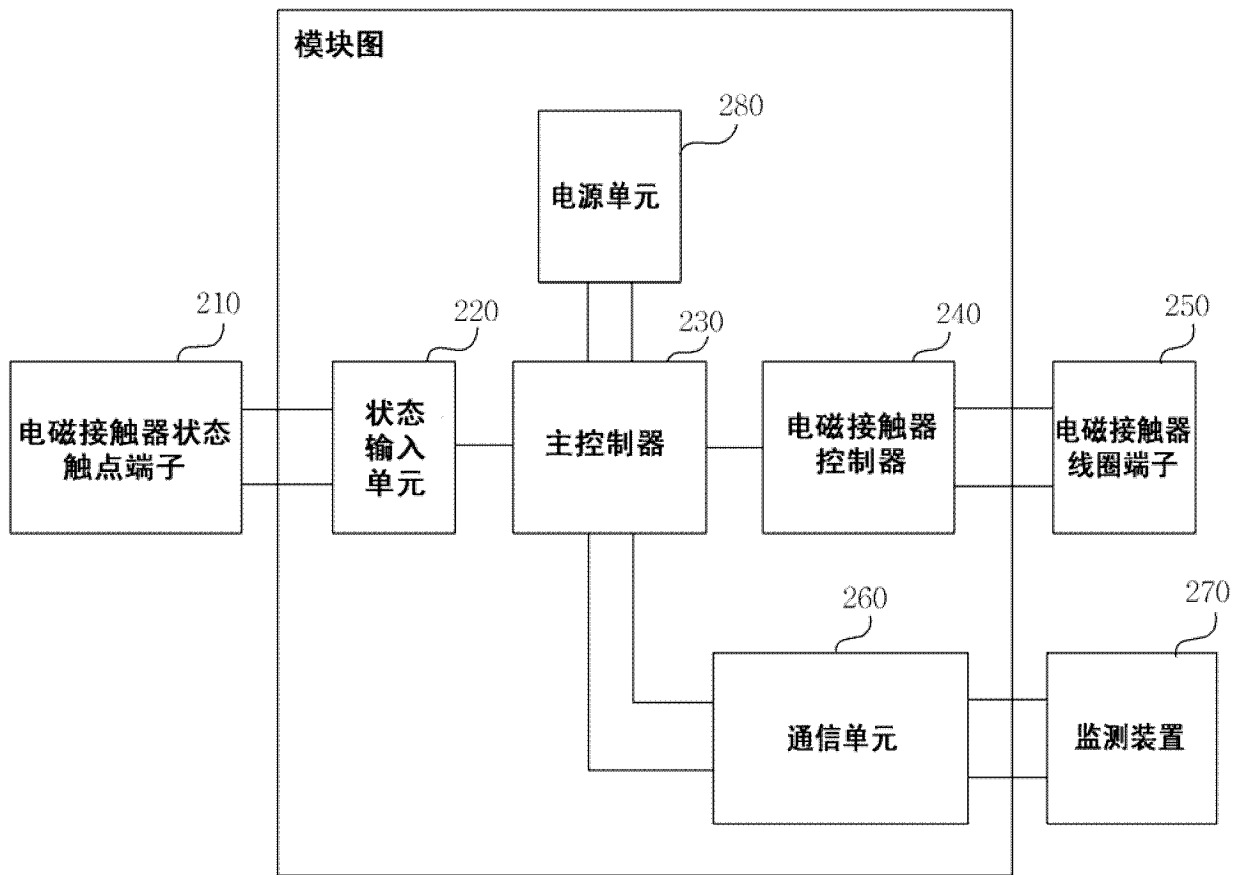 模块图
280
电源单元
210
220
230
240
250
电磁接触器状态
触点端子
状态
输入
单元
主控制器
电磁接触器
控制器
电磁接触器
线圈端子
260
270
通信单元
监测装置